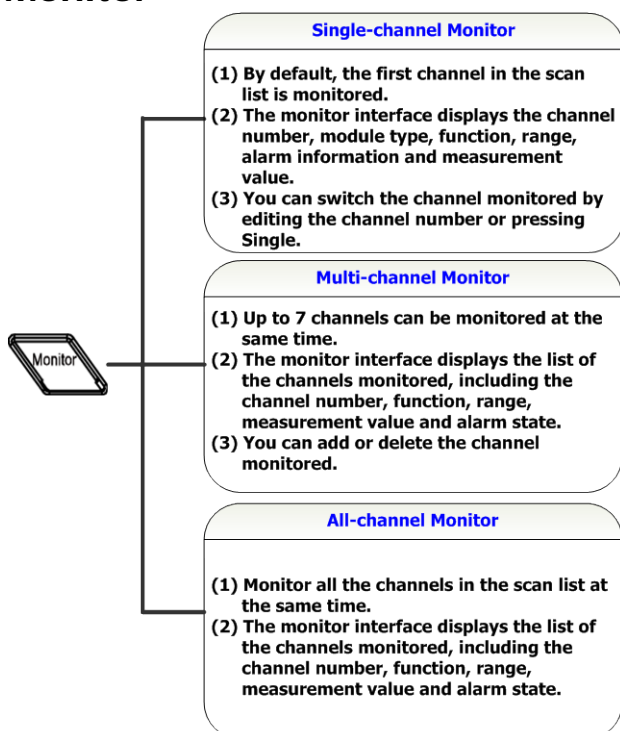 Monitor
Single-channel Monitor
(1) By default, the first channel in the scan
list is monitored.
(2) The monitor interface displays the channel
number, module type, function, range,
alarm information and measurement
value.
(3) You can switch the channel monitored by
editing the channel number or pressing
Single.
Multi-channel Monitor
(1) Up to 7 channels can be monitored at the
same time.
(2) The monitor interface displays the list of
the channels monitored, including the
channel number, function, range,
measurement value and alarm state.
(3) You can add or delete the channel
monitored.
Monitor
All-channel Monitor
(1) Monitor all the channels in the scan list at
the same time.
(2) The monitor interface displays the list of
the channels monitored, including the
channel number, function, range,
measurement value and alarm state.